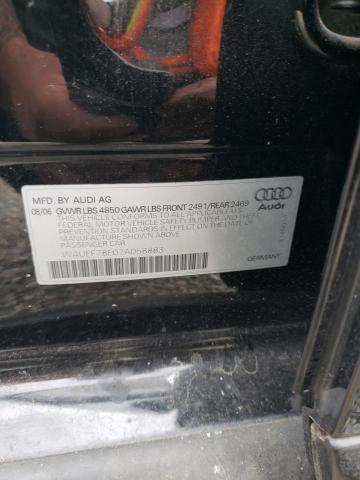 MFD. BY AUDI AG
08/06 GVWR LBS 4850 GAWR LBS FRONT 2491/REAR 2469
THIS VEHICLE CONFORMS TO ALL APPLICABLE U.S.
FEDERAL MOTOR VEHICLE SAFETY BUMPER AND THEFT
PREVENTION STANDARDS IN EFFECT ON THE DATE OF
MANUFACTURE SHOWN ABOVE
PASSENGER CAR
WAUEF78E07A058883
Audi
GERMANY